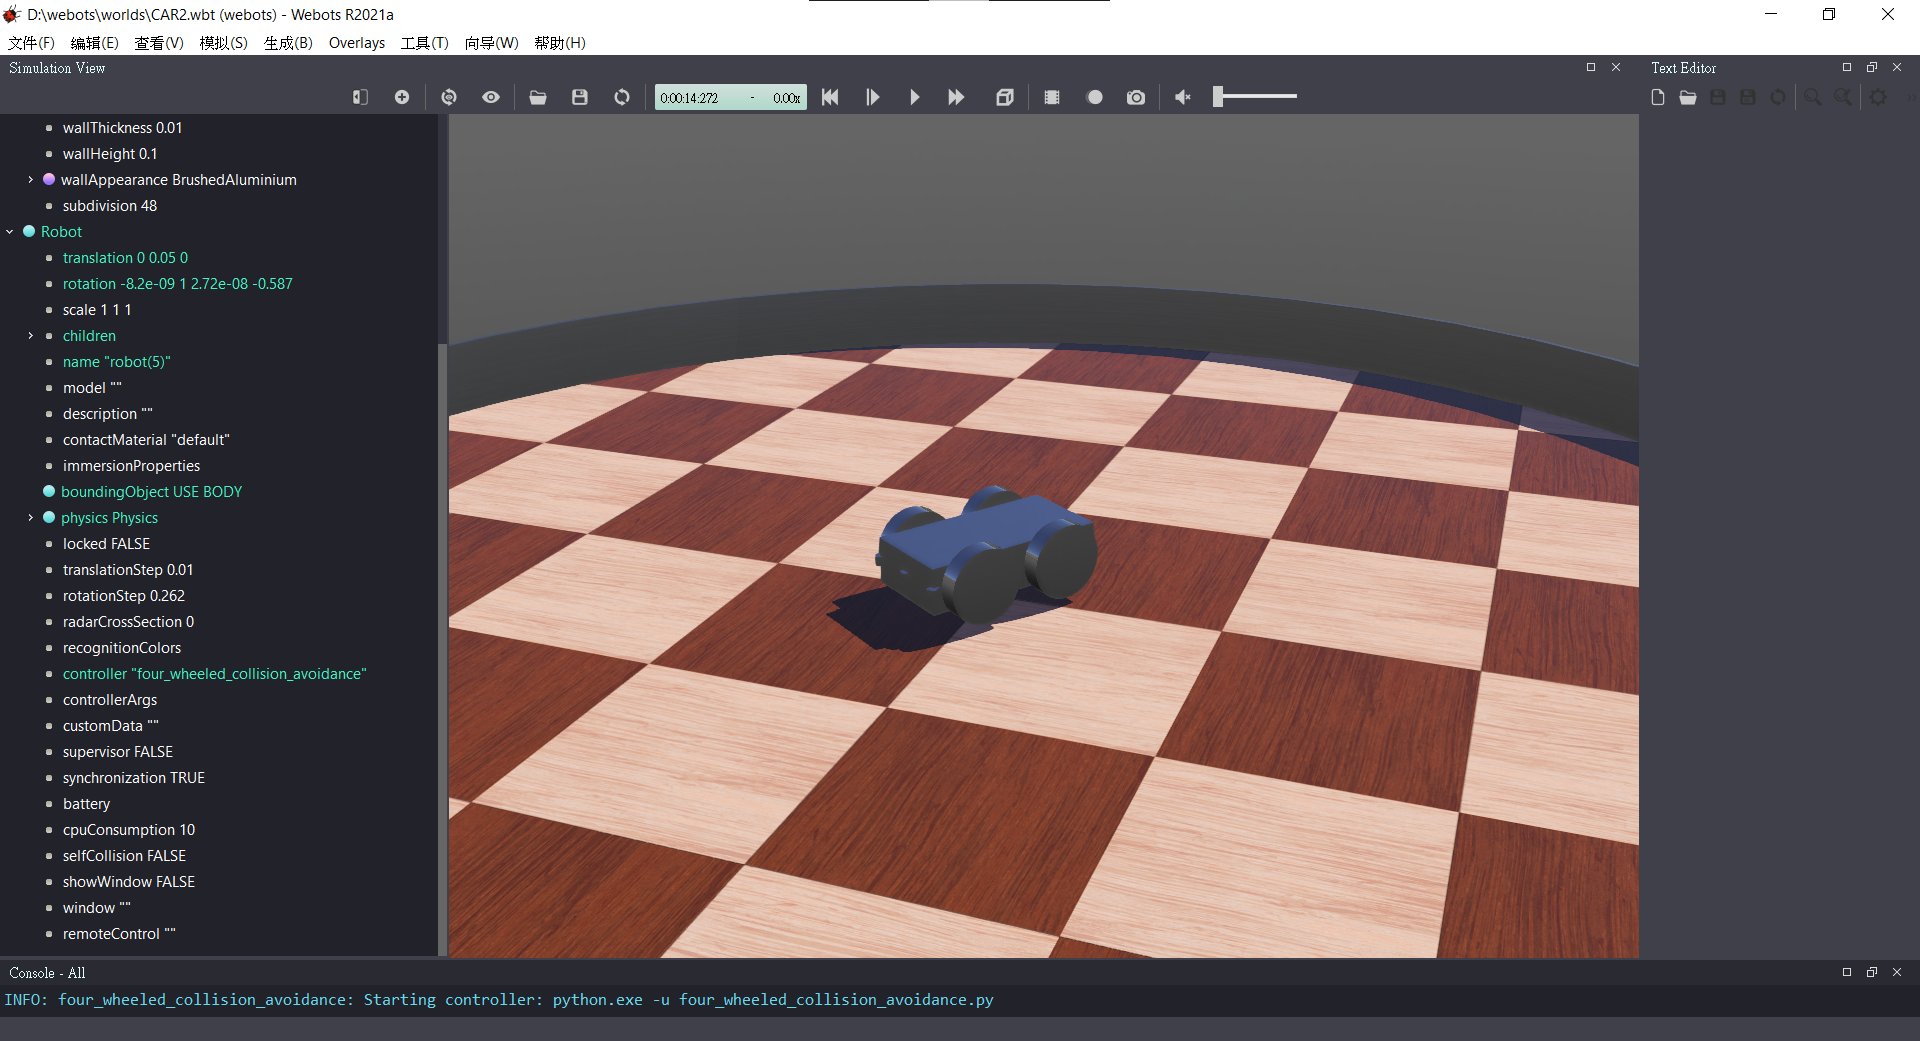 D:\webots\worlds\CAR2.wbt (webots) - Webots R2021a
文件(F) 编辑(E) 查看(V) 模拟(S) 生成(B) Overlays 工具(T) 向导(W) 帮助(H)
Simulation View
Text Editor
0:00:14:272 - 0.00x
wallThickness 0.01
wallHeight 0.1
wallAppearance BrushedAluminium
subdivision 48
Robot
translation 0 0.05 0
rotation -8.2e-09 1 2.72e-08 -0.587
scale 1 1 1
children
name "robot(5)"
model ""
description ""
contactMaterial "default"
immersionProperties
boundingObject USE BODY
physics Physics
locked FALSE
translationStep 0.01
rotationStep 0.262
radarCrossSection 0
recognitionColors
controller "four_wheeled_collision_avoidance"
controllerArgs
customData ""
supervisor FALSE
synchronization TRUE
battery
cpuConsumption 10
selfCollision FALSE
showWindow FALSE
window ""
remoteControl ""
Console - All
INFO: four_wheeled_collision_avoidance: Starting controller: python.exe -u four_wheeled_collision_avoidance.py